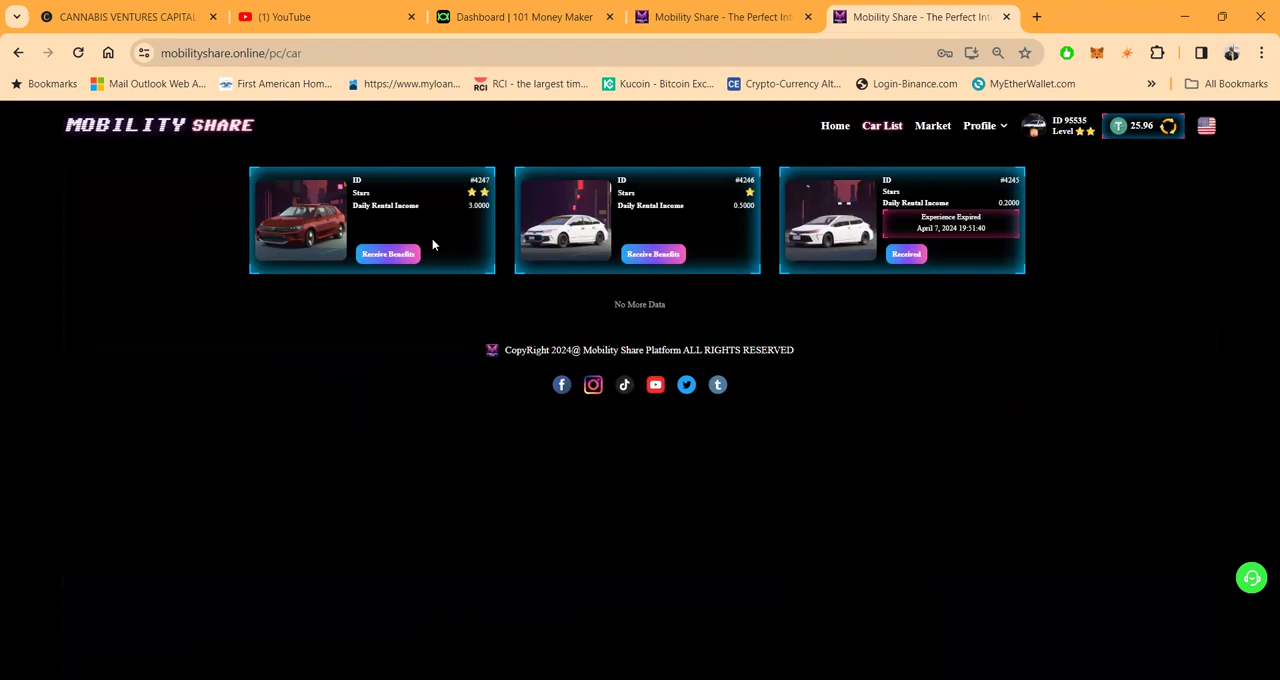 CANNABIS VENTURES CAPITAL
(1) YouTube
Dashboard | 101 Money Maker
Mobility Share - The Perfect Int
Mobility Share - The Perfect Int
mobilityshare.online/pc/car
Bookmarks
Mail Outlook Web A...
First American Hom...
https://www.myloan...
RCI - the largest tim...
Kucoin - Bitcoin Exc...
Crypto-Currency Alt...
Login-Binance.com
MyEtherWallet.com
»
All Bookmarks
MOBILITY SHARE
Home
Car List
Market
Profile
ID 95535
Level
25.96
ID #4247
Stars
Daily Rental Income 3.0000
Receive Benefits
ID #4246
Stars
Daily Rental Income 0.5000
Receive Benefits
ID #4245
Stars
Daily Rental Income 0.2000
Experience Expired
April 7, 2024 19:51:40
Received
No More Data
CopyRight 2024@ Mobility Share Platform ALL RIGHTS RESERVED